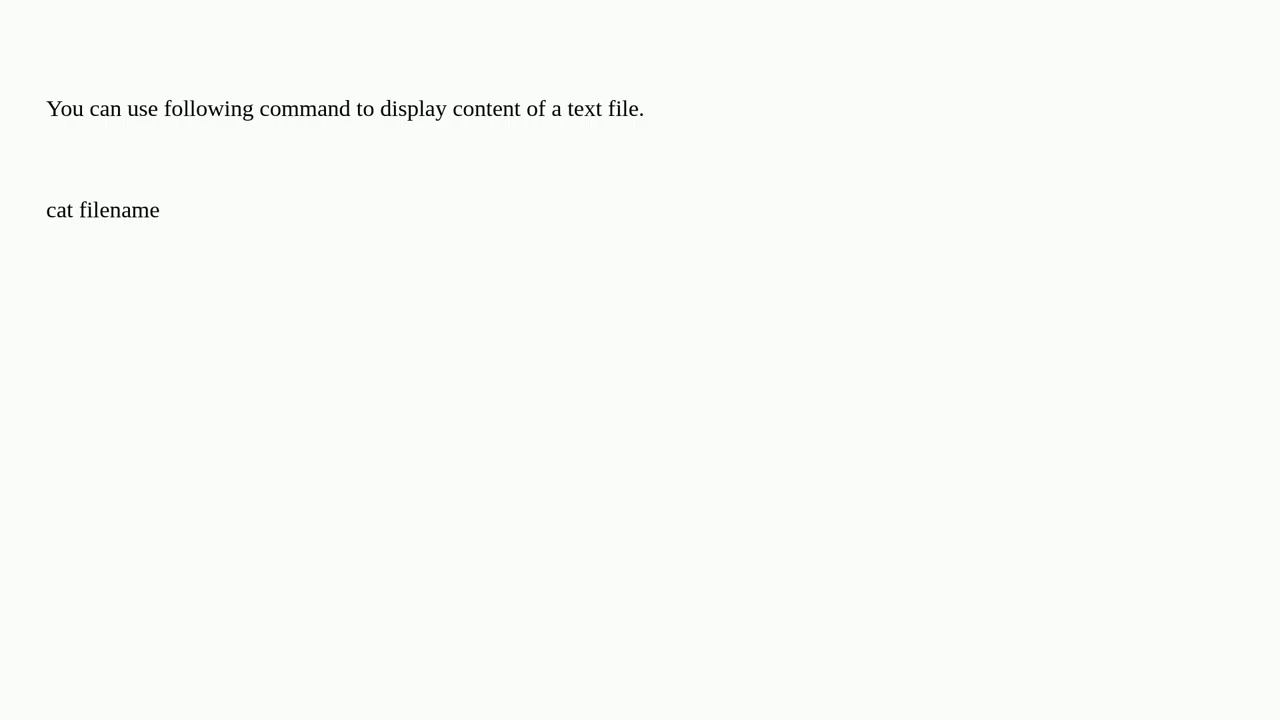 You can use following command to display content of a text file.
cat filename